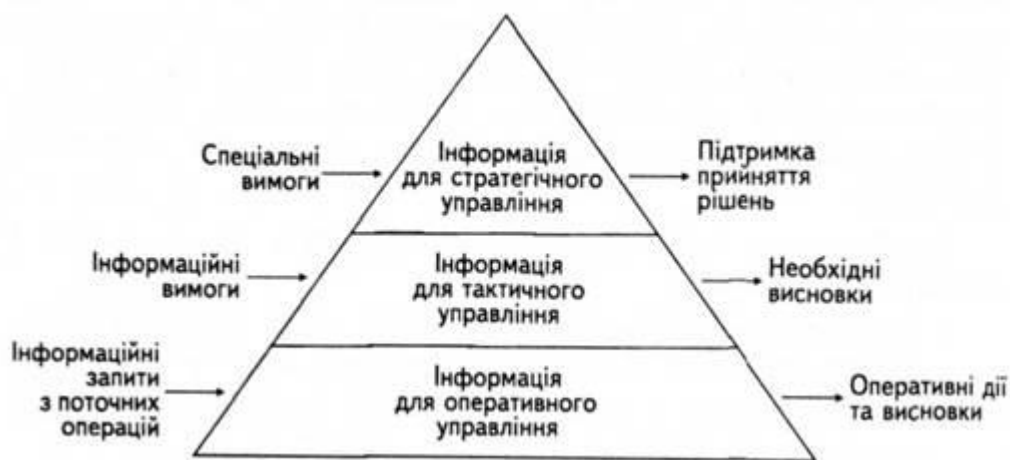 Спеціальні
вимоги
Інформація
для стратегічного
управління
Підтримка
прийняття
рішень
Інформаційні
вимоги
Інформація
для тактичного
управління
Необхідні
висновки
Інформаційні
запити
з поточних
операцій
Інформація
для оперативного
управління
Оперативні дії
та висновки